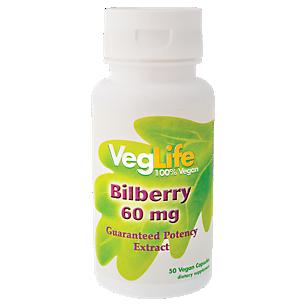 VegLife
100% Vegan
Bilberry
60 mg
Guaranteed Potency
Extract
50 Vegan Capsules
dietary supplement